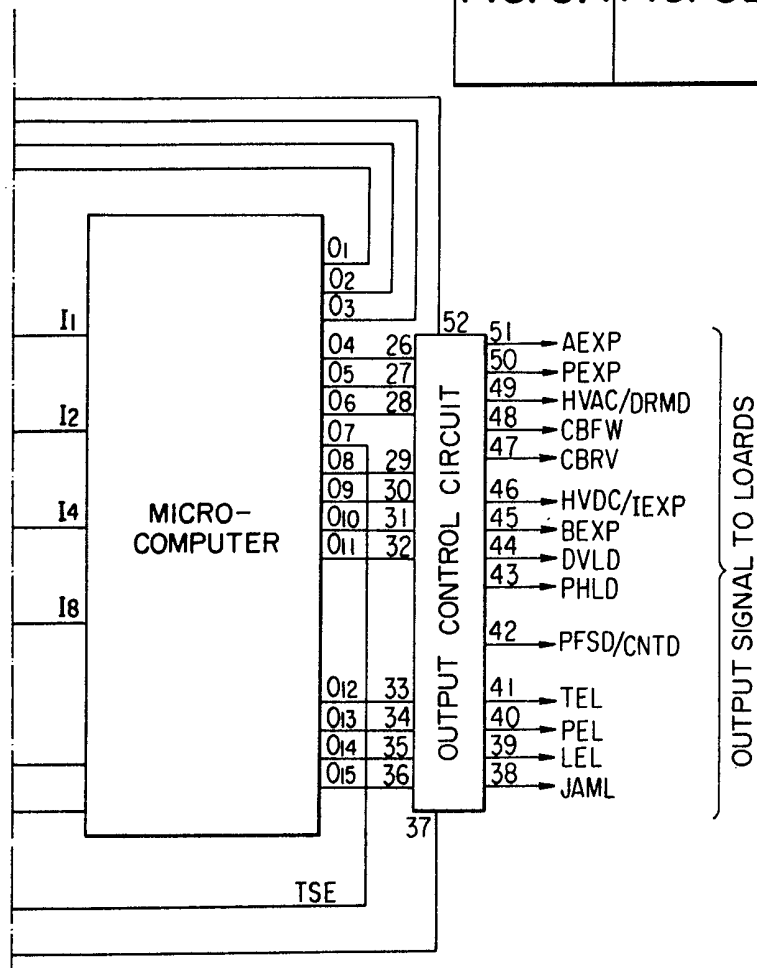 I1
I2
I4
I8
MICRO-
COMPUTER
O1
O2
O3
O4 26
O5 27
O6 28
O7
O8 29
O9 30
O10 31
O11 32
O12 33
O13 34
O14 35
O15 36
TSE
OUTPUT CONTROL CIRCUIT
52
37
51 AEXP
50 PEXP
49 HVAC/DRMD
48 CBFW
47 CBRV
46 HVDC/IEXP
45 BEXP
44 DVLD
43 PHLD
42 PFSD/CNTD
41 TEL
40 PEL
39 LEL
38 JAML
OUTPUT SIGNAL TO LOARDS